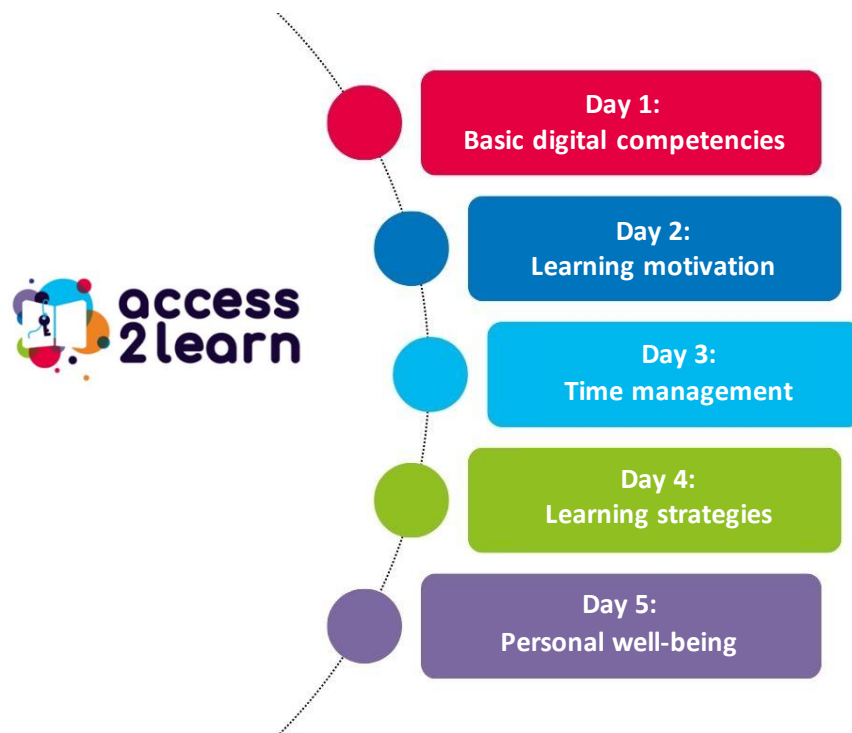 access
2learn
Day 1:
Basic digital competencies
Day 2:
Learning motivation
Day 3:
Time management
Day 4:
Learning strategies
Day 5:
Personal well-being